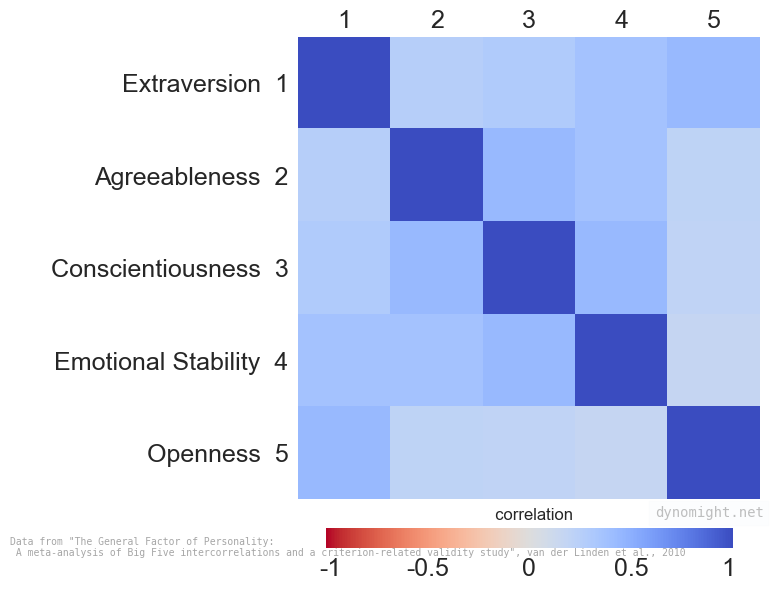 1 2 3 4 5
Extraversion 1
Agreeableness 2
Conscientiousness 3
Emotional Stability 4
Openness 5
correlation
dynomight.net
Data from "The General Factor of Personality:
A meta-analysis of Big Five intercorrelations and a criterion-related validity study", van der Linden et al., 2010
-1 -0.5 0 0.5 1